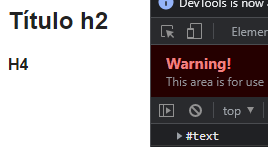 Título h2
H4
DevTools is now a
Elemen
Warning!
This area is for use
top
#text